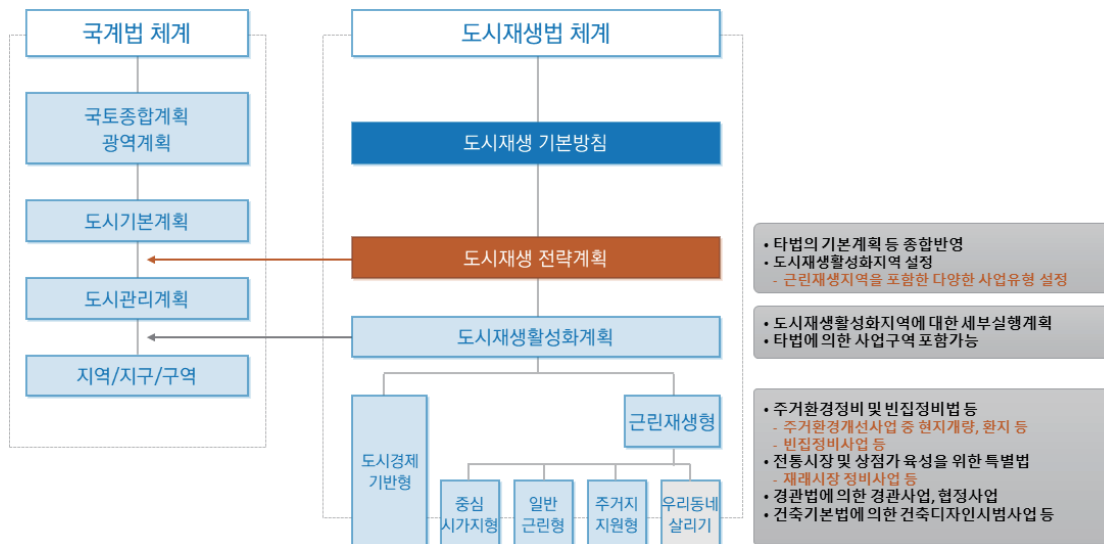 국계법 체계
국토종합계획
광역계획
도시기본계획
도시관리계획
지역/지구/구역
도시재생법 체계
도시재생 기본방침
도시재생 전략계획
도시재생활성화계획
도시경제
기반형
근린재생형
중심
시가지형
일반
근린형
주거지
지원형
우리동네
살리기
• 타법의 기본계획 등 종합반영
• 도시재생활성화지역 설정
- 근린재생지역을 포함한 다양한 사업유형 설정
• 도시재생활성화지역에 대한 세부실행계획
• 타법에 의한 사업구역 포함가능
• 주거환경정비 및 빈집정비법 등
- 주거환경개선사업 중 현지개량, 환지 등
- 빈집정비사업 등
• 전통시장 및 상점가 육성을 위한 특별법
- 재래시장 정비사업 등
• 경관법에 의한 경관사업, 협정사업
• 건축기본법에 의한 건축디자인시범사업 등